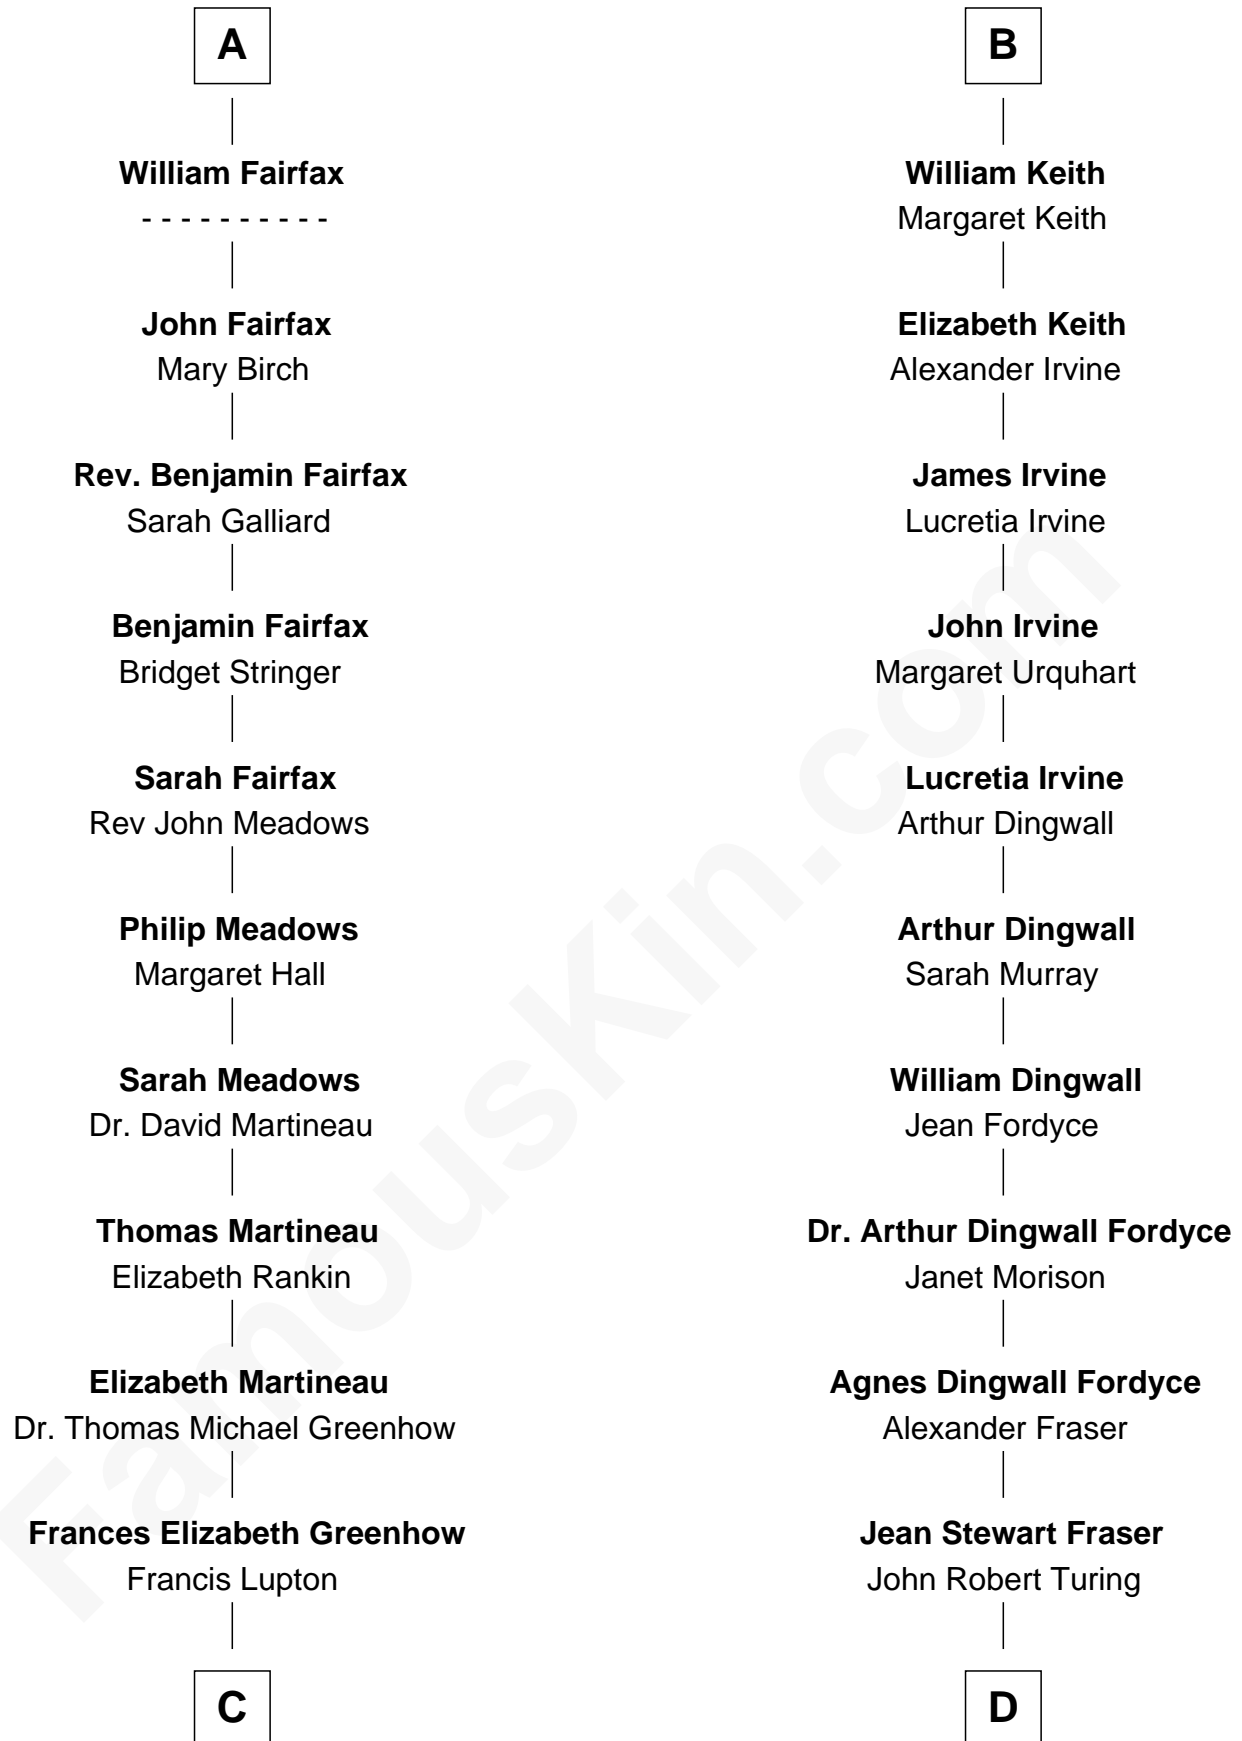 A
William Fairfax
- - - - - - - - - -
John Fairfax
Mary Birch
Rev. Benjamin Fairfax
Sarah Galliard
Benjamin Fairfax
Bridget Stringer
Sarah Fairfax
Rev John Meadows
Philip Meadows
Margaret Hall
Sarah Meadows
Dr. David Martineau
Thomas Martineau
Elizabeth Rankin
Elizabeth Martineau
Dr. Thomas Michael Greenhow
Frances Elizabeth Greenhow
Francis Lupton
C
B
William Keith
Margaret Keith
Elizabeth Keith
Alexander Irvine
James Irvine
Lucretia Irvine
John Irvine
Margaret Urquhart
Lucretia Irvine
Arthur Dingwall
Arthur Dingwall
Sarah Murray
William Dingwall
Jean Fordyce
Dr. Arthur Dingwall Fordyce
Janet Morison
Agnes Dingwall Fordyce
Alexander Fraser
Jean Stewart Fraser
John Robert Turing
D
FamousKin.com